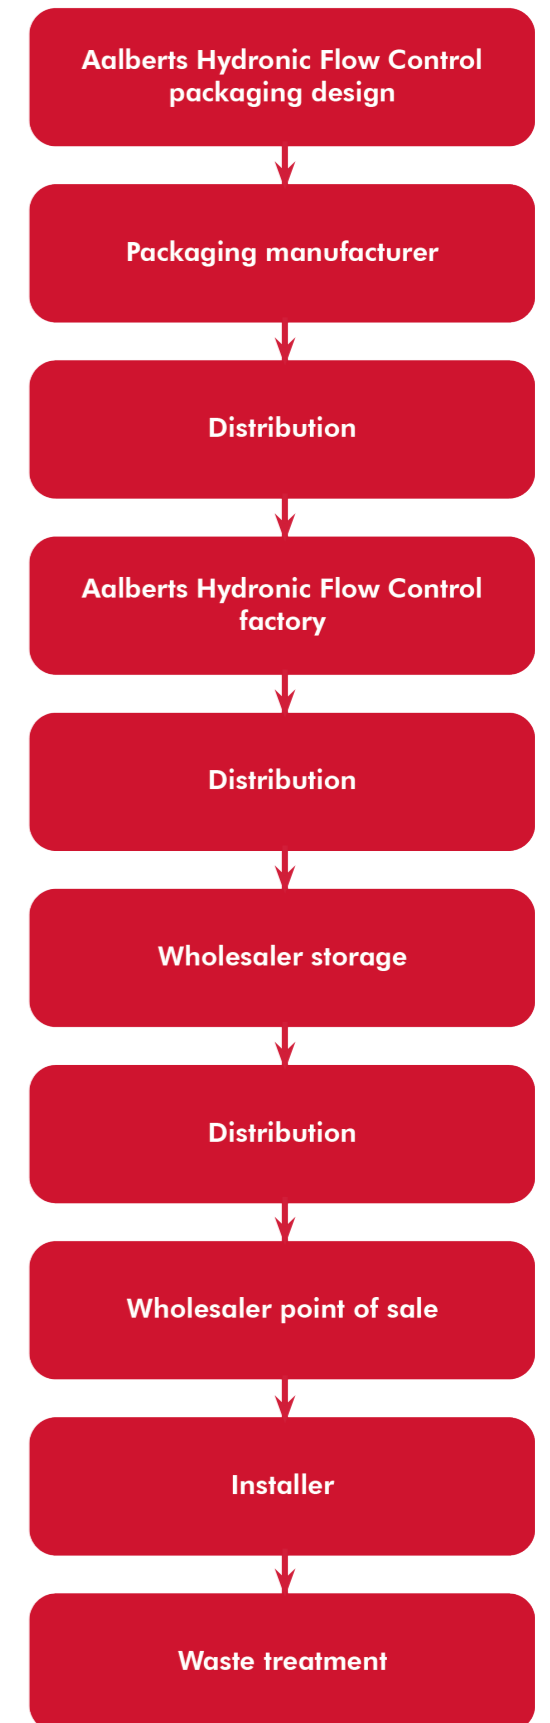 Aalberts Hydronic Flow Control
packaging design
Packaging manufacturer
Distribution
Aalberts Hydronic Flow Control
factory
Distribution
Wholesaler storage
Distribution
Wholesaler point of sale
Installer
Waste treatment